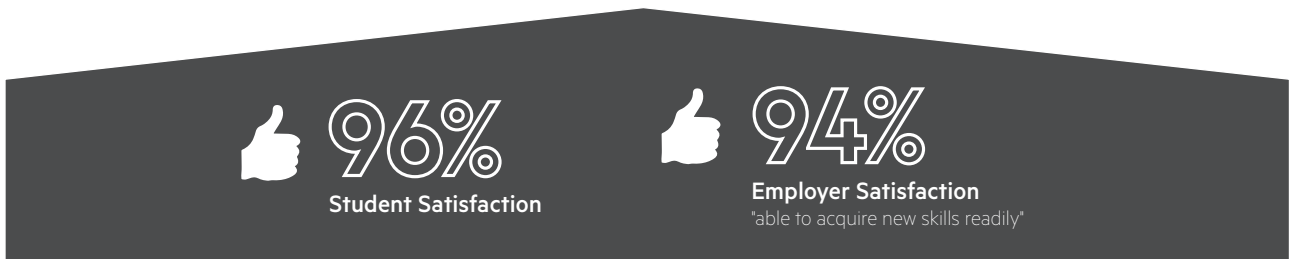 96%
Student Satisfaction
94%
Employer Satisfaction
"able to acquire new skills readily"